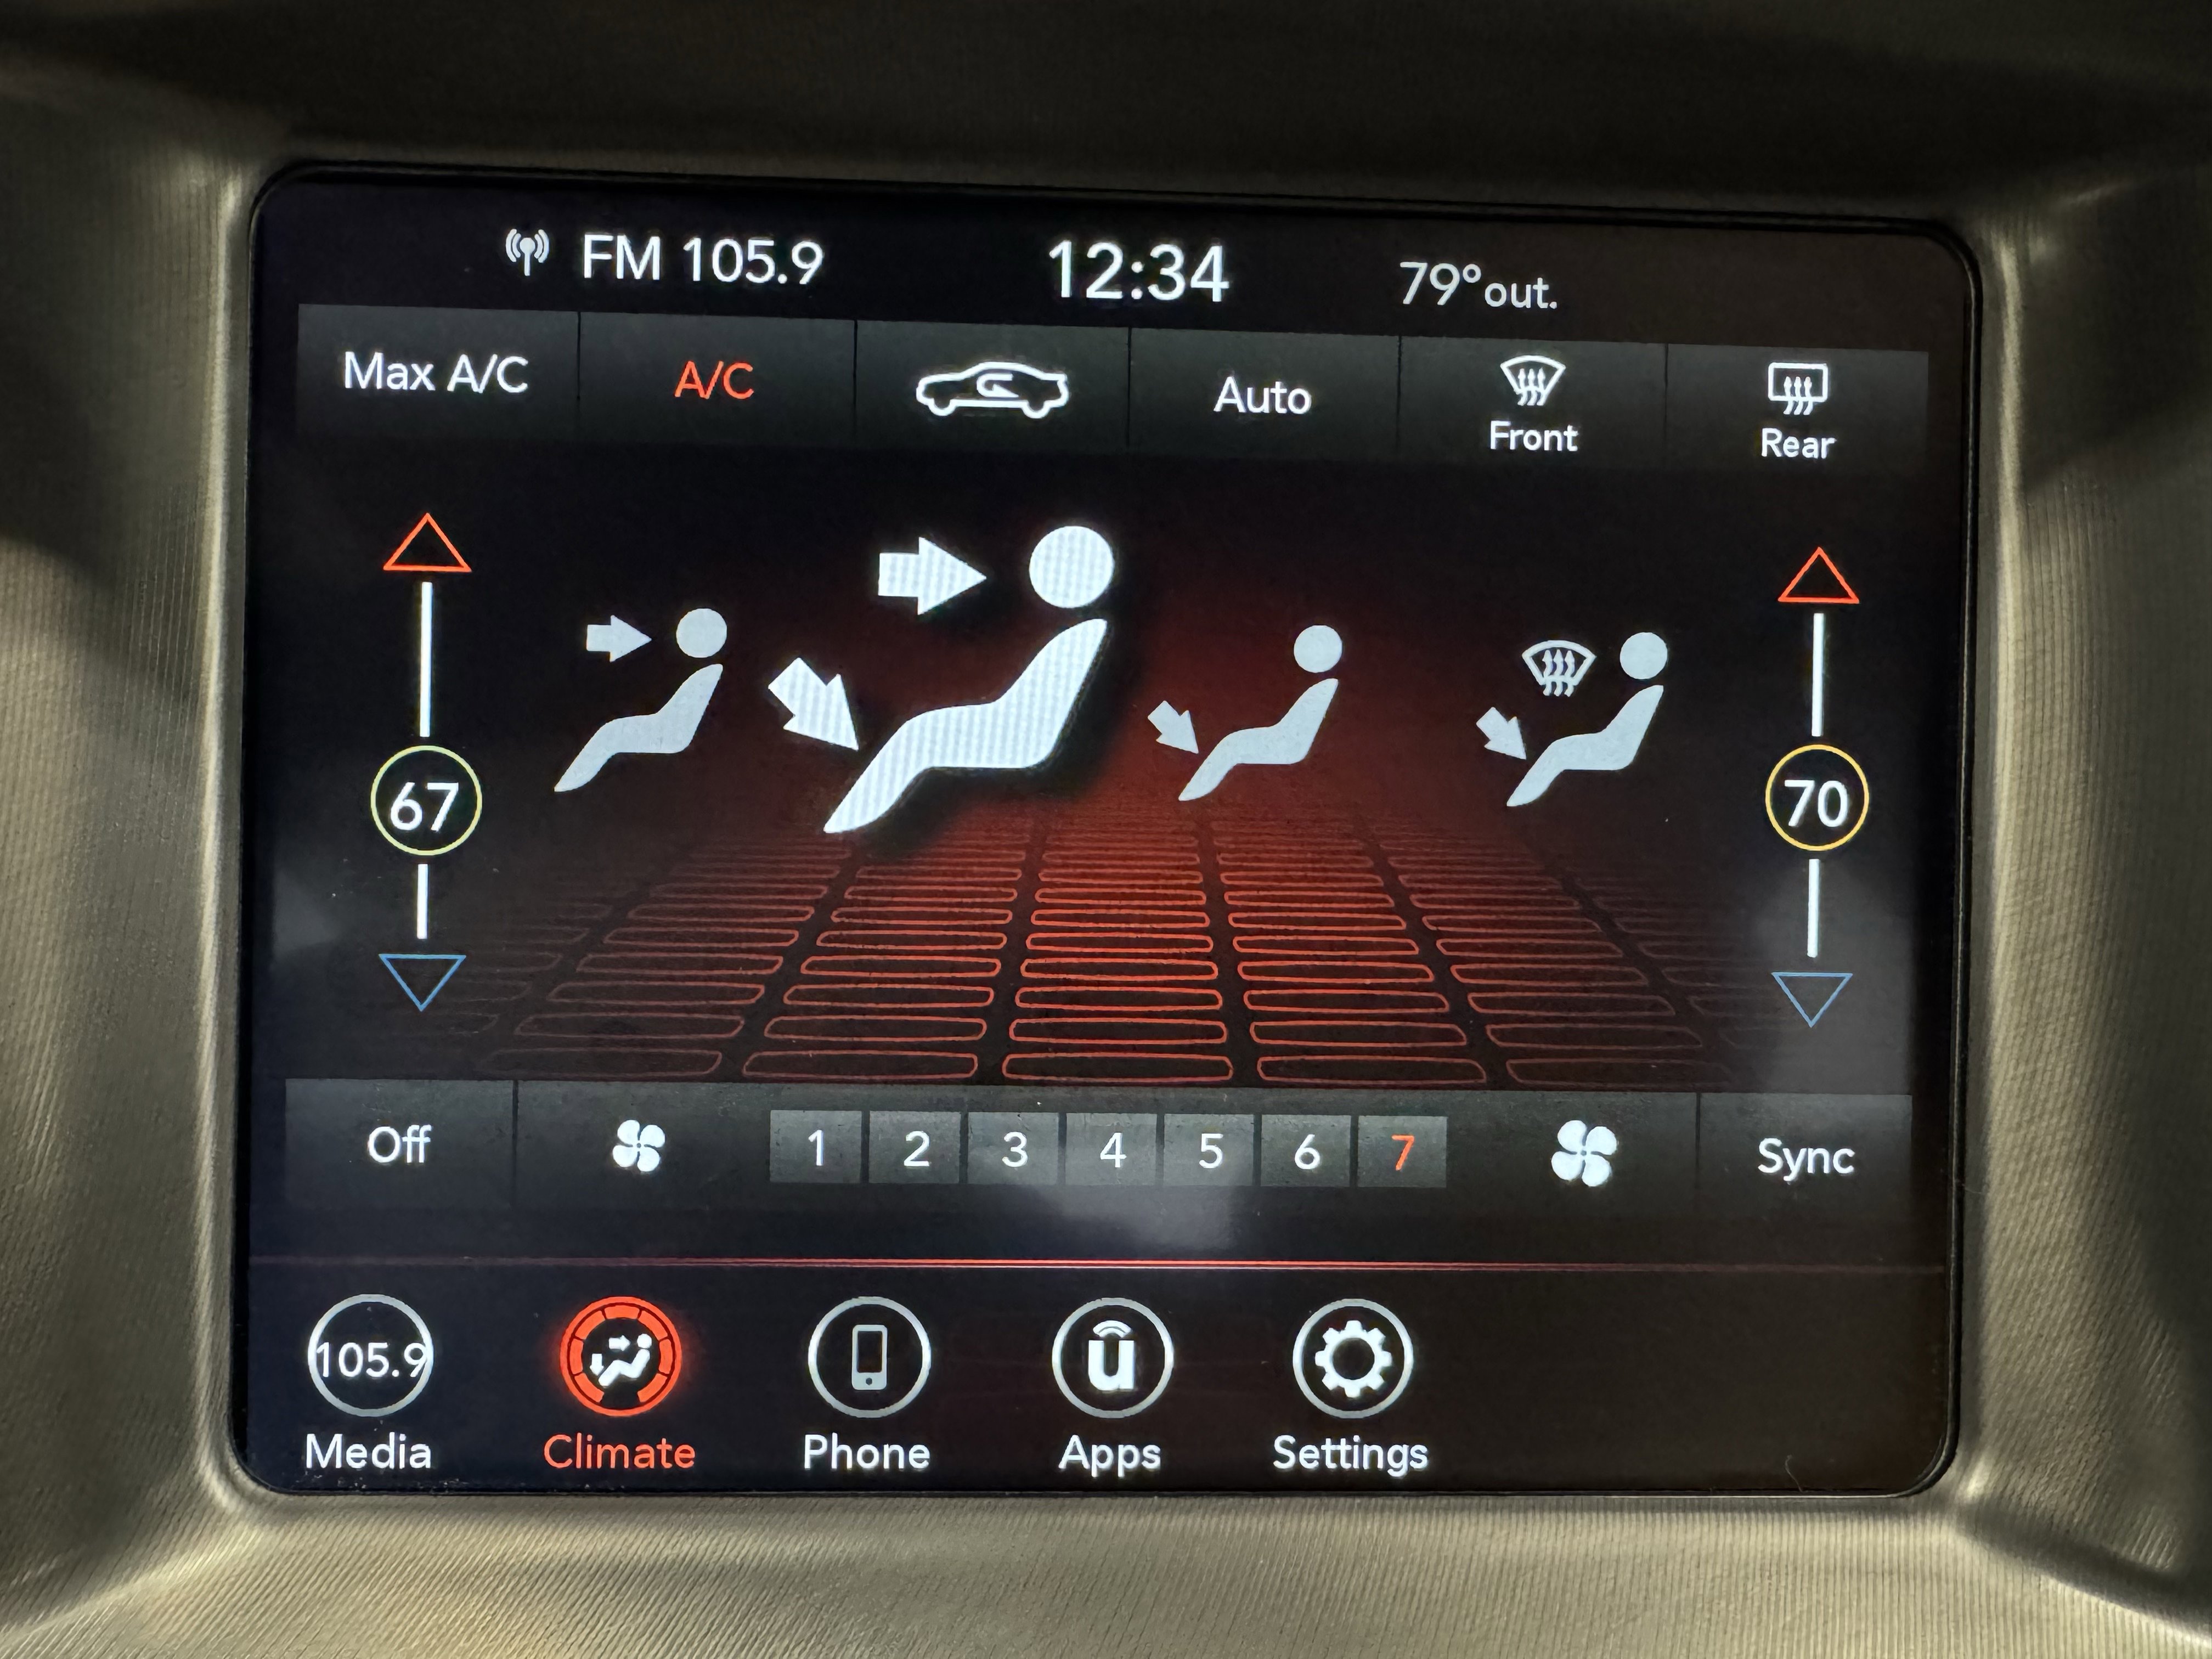 FM 105.9 12:34 79°out.
Max A/C A/C Auto Front Rear
67 70
Off 1 2 3 4 5 6 7 Sync
105.9 u
Media Climate Phone Apps Settings